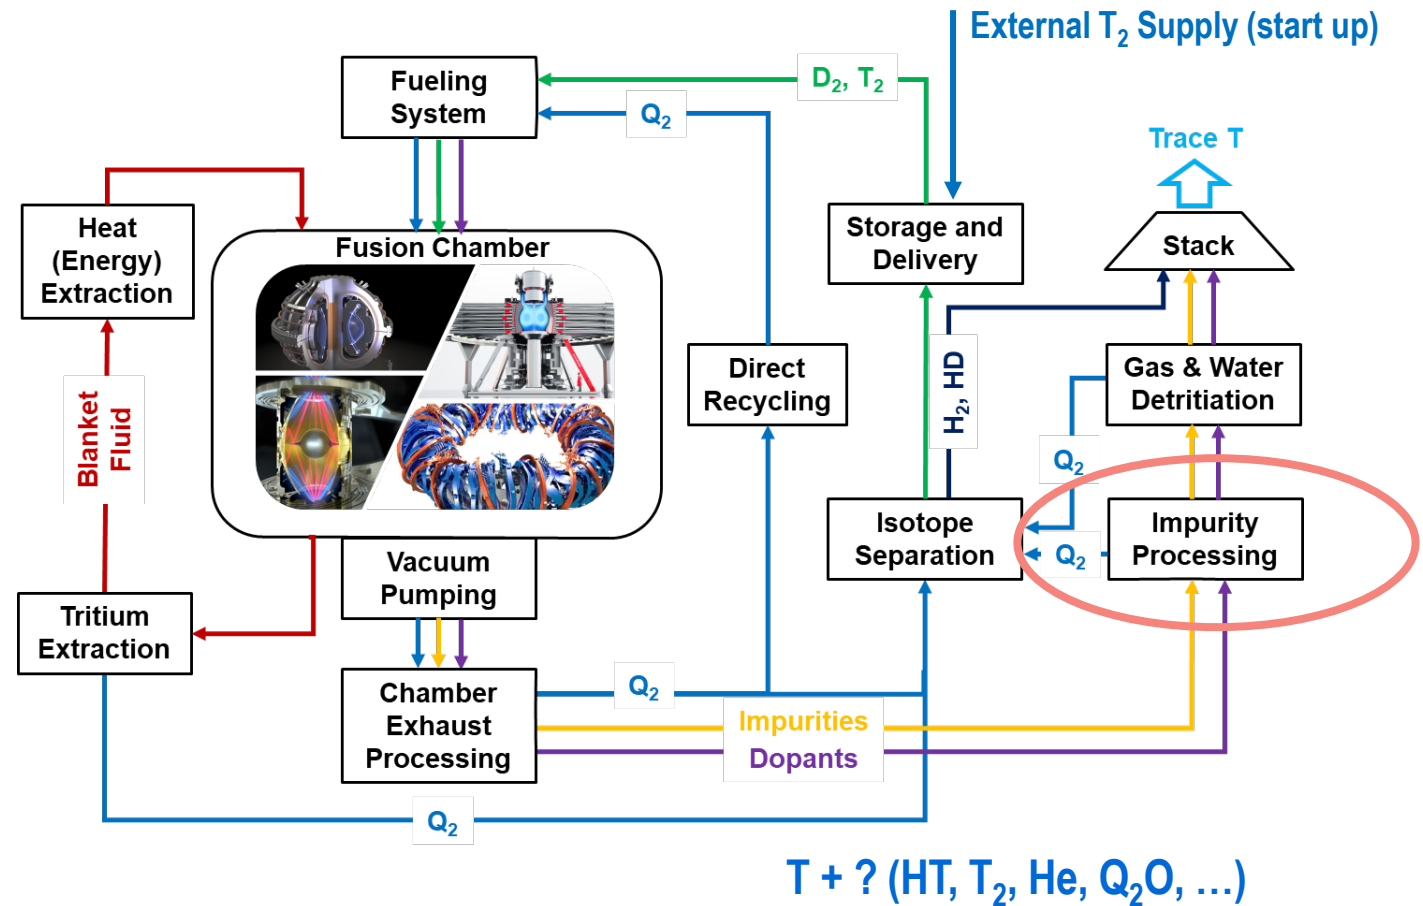 External T₂ Supply (start up)
Fueling
System
D₂, T₂
Q₂
Trace T
Heat
(Energy)
Extraction
Fusion Chamber
Storage and
Delivery
Stack
Direct
Recycling
H₂, HD
Gas & Water
Detritiation
Blanket
Fluid
Q₂
Isotope
Separation
Q₂
Impurity
Processing
Vacuum
Pumping
Tritium
Extraction
Chamber
Exhaust
Processing
Q₂
Impurities
Dopants
Q₂
T + ? (HT, T₂, He, Q₂O, ...)